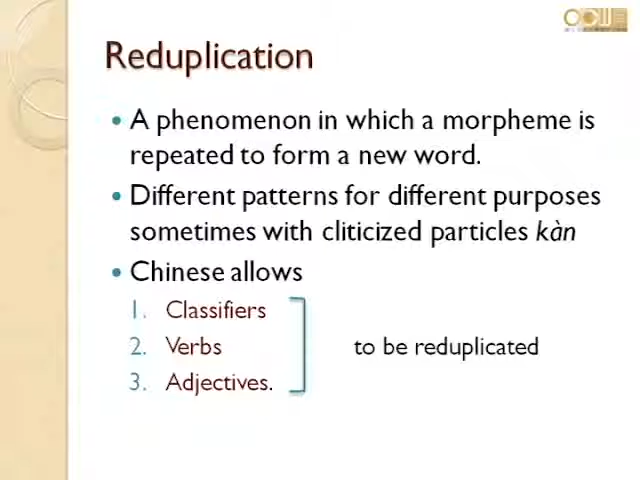 Reduplication
• A phenomenon in which a morpheme is
repeated to form a new word.
• Different patterns for different purposes
sometimes with cliticized particles kàn
• Chinese allows
1. Classifiers
2. Verbs
to be reduplicated
3. Adjectives.